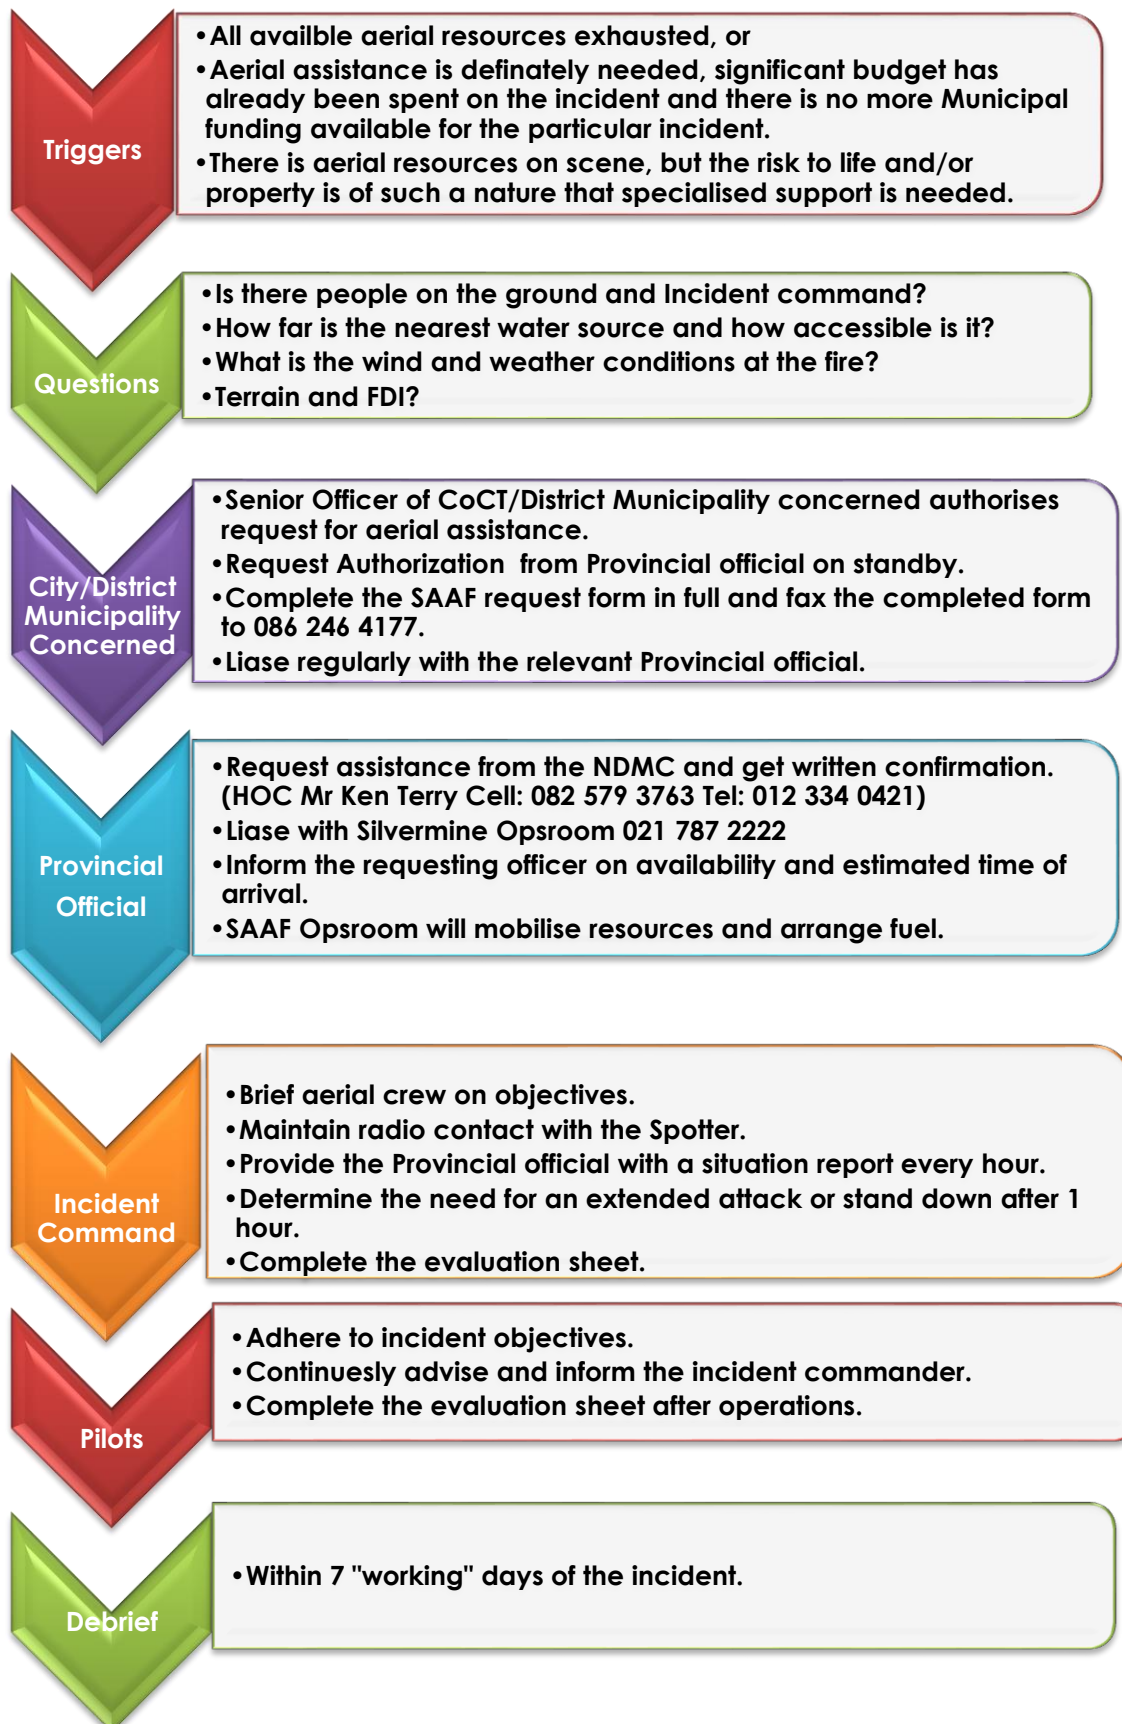 Triggers
•All availble aerial resources exhausted, or
•Aerial assistance is definately needed, significant budget has
already been spent on the incident and there is no more Municipal
funding available for the particular incident.
•There is aerial resources on scene, but the risk to life and/or
property is of such a nature that specialised support is needed.
Questions
•Is there people on the ground and Incident command?
•How far is the nearest water source and how accessible is it?
•What is the wind and weather conditions at the fire?
•Terrain and FDI?
City/District
Municipality
Concerned
•Senior Officer of CoCT/District Municipality concerned authorises
request for aerial assistance.
•Request Authorization from Provincial official on standby.
•Complete the SAAF request form in full and fax the completed form
to 086 246 4177.
•Liase regularly with the relevant Provincial official.
Provincial
Official
•Request assistance from the NDMC and get written confirmation.
(HOC Mr Ken Terry Cell: 082 579 3763 Tel: 012 334 0421)
•Liase with Silvermine Opsroom 021 787 2222
•Inform the requesting officer on availability and estimated time of
arrival.
•SAAF Opsroom will mobilise resources and arrange fuel.
Incident
Command
•Brief aerial crew on objectives.
•Maintain radio contact with the Spotter.
•Provide the Provincial official with a situation report every hour.
•Determine the need for an extended attack or stand down after 1
hour.
•Complete the evaluation sheet.
Pilots
•Adhere to incident objectives.
•Continuesly advise and inform the incident commander.
•Complete the evaluation sheet after operations.
Debrief
•Within 7 "working" days of the incident.